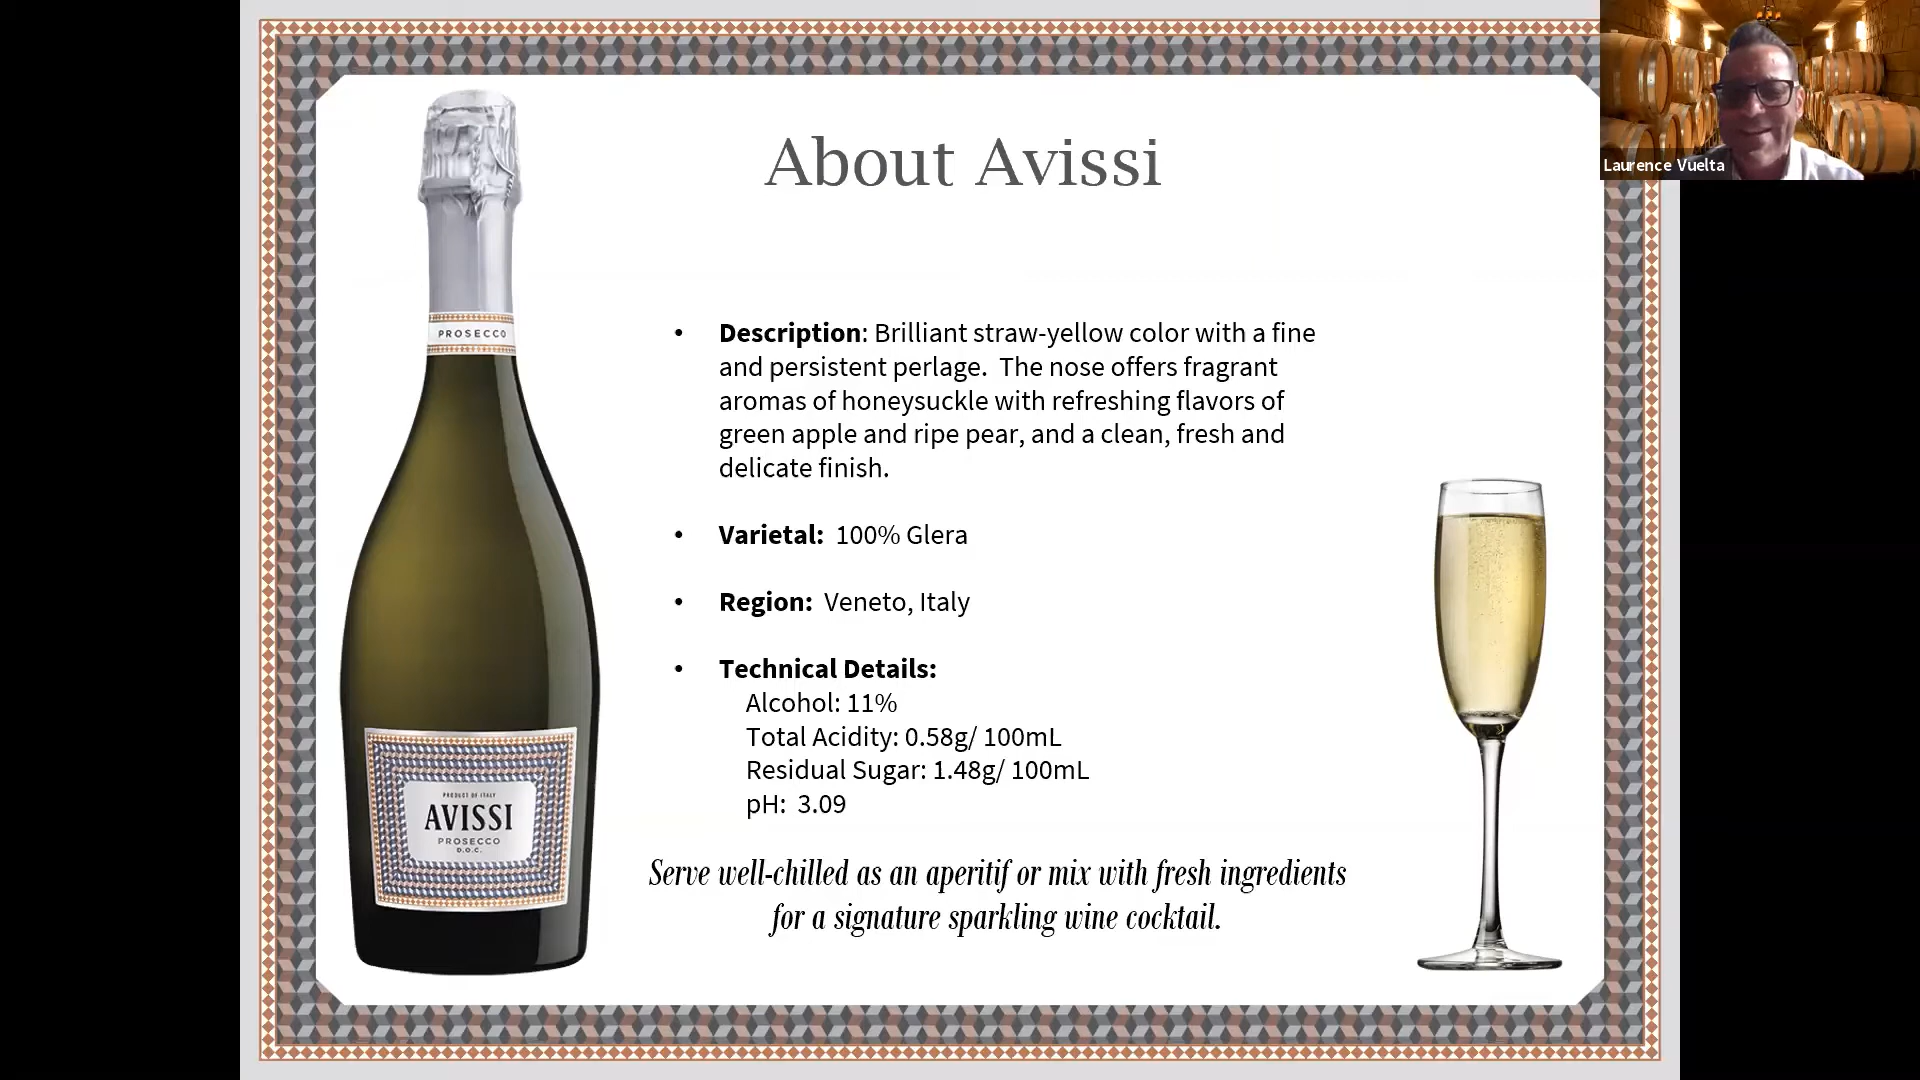 About Avissi
Laurence Vuelta
PROSECCO
• Description: Brilliant straw-yellow color with a fine
and persistent perlage. The nose offers fragrant
aromas of honeysuckle with refreshing flavors of
green apple and ripe pear, and a clean, fresh and
delicate finish.
• Varietal: 100% Glera
• Region: Veneto, Italy
• Technical Details:
Alcohol: 11%
Total Acidity: 0.58g/ 100mL
Residual Sugar: 1.48g/ 100mL
pH: 3.09
PRODUCT OF ITALY
AVISSI
PROSECCO
D.O.C.
Serve well-chilled as an aperitif or mix with fresh ingredients
for a signature sparkling wine cocktail.